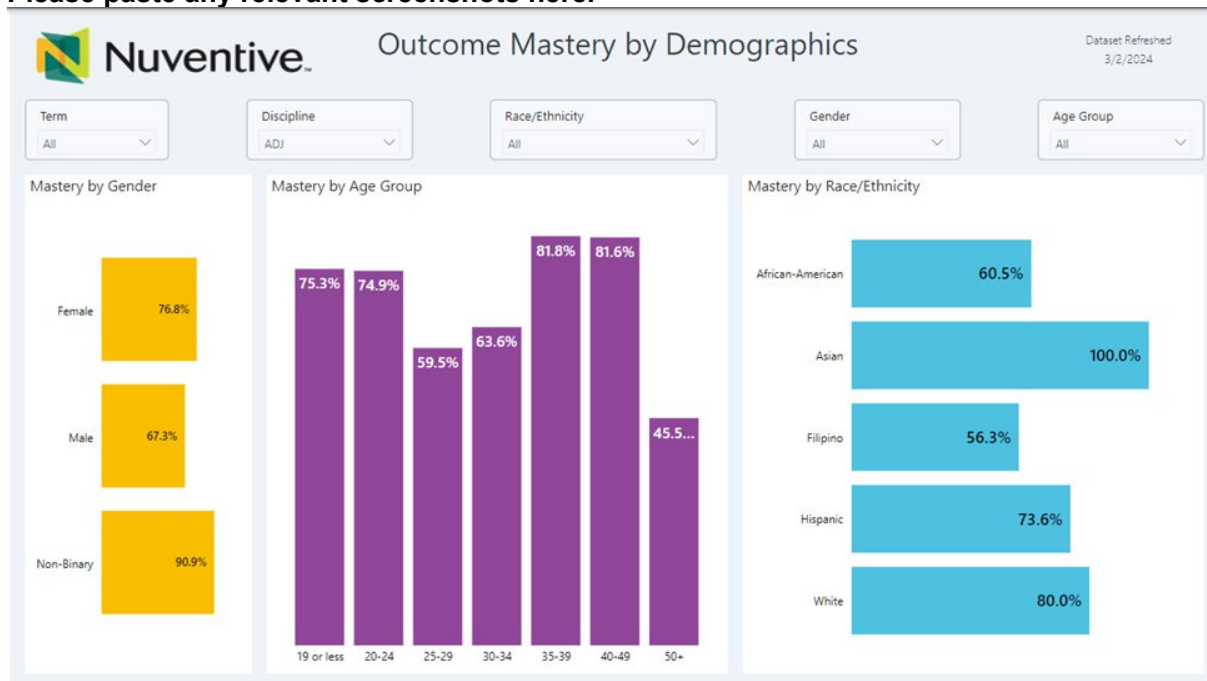 Please paste any relevant screenshots here:
Nuventive™
Outcome Mastery by Demographics
Dataset Refreshed
3/2/2024
Term
All
Discipline
ADJ
Race/Ethnicity
All
Gender
All
Age Group
All
Mastery by Gender
Female
76.8%
Male
67.3%
Non-Binary
90.9%
Mastery by Age Group
75.3%
74.9%
59.5%
63.6%
81.8%
81.6%
45.5...
19 or less
20-24
25-29
30-34
35-39
40-49
50+
Mastery by Race/Ethnicity
African-American
60.5%
Asian
100.0%
Filipino
56.3%
Hispanic
73.6%
White
80.0%